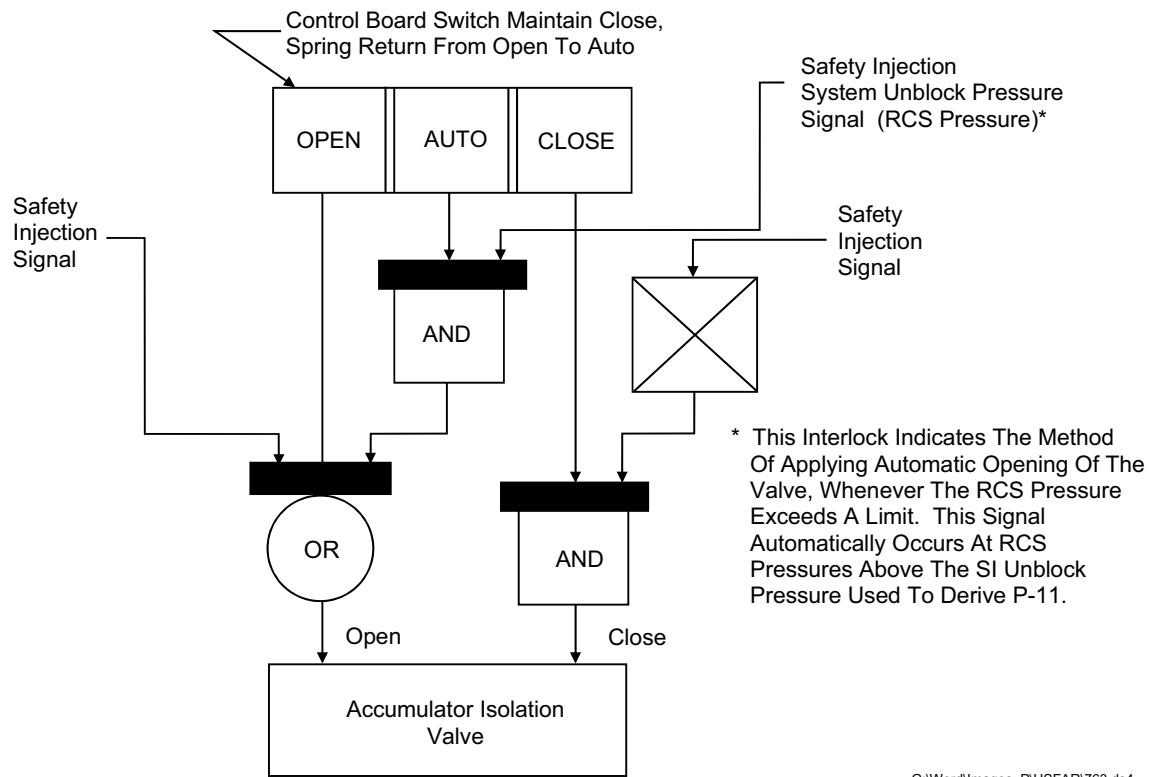 Control Board Switch Maintain Close,
Spring Return From Open To Auto
Safety Injection
System Unblock Pressure
Signal (RCS Pressure)*
OPEN
AUTO
CLOSE
Safety
Injection
Signal
Safety
Injection
Signal
AND
* This Interlock Indicates The Method
Of Applying Automatic Opening Of The
Valve, Whenever The RCS Pressure
Exceeds A Limit. This Signal
Automatically Occurs At RCS
Pressures Above The SI Unblock
Pressure Used To Derive P-11.
OR
AND
Open
Close
Accumulator Isolation
Valve